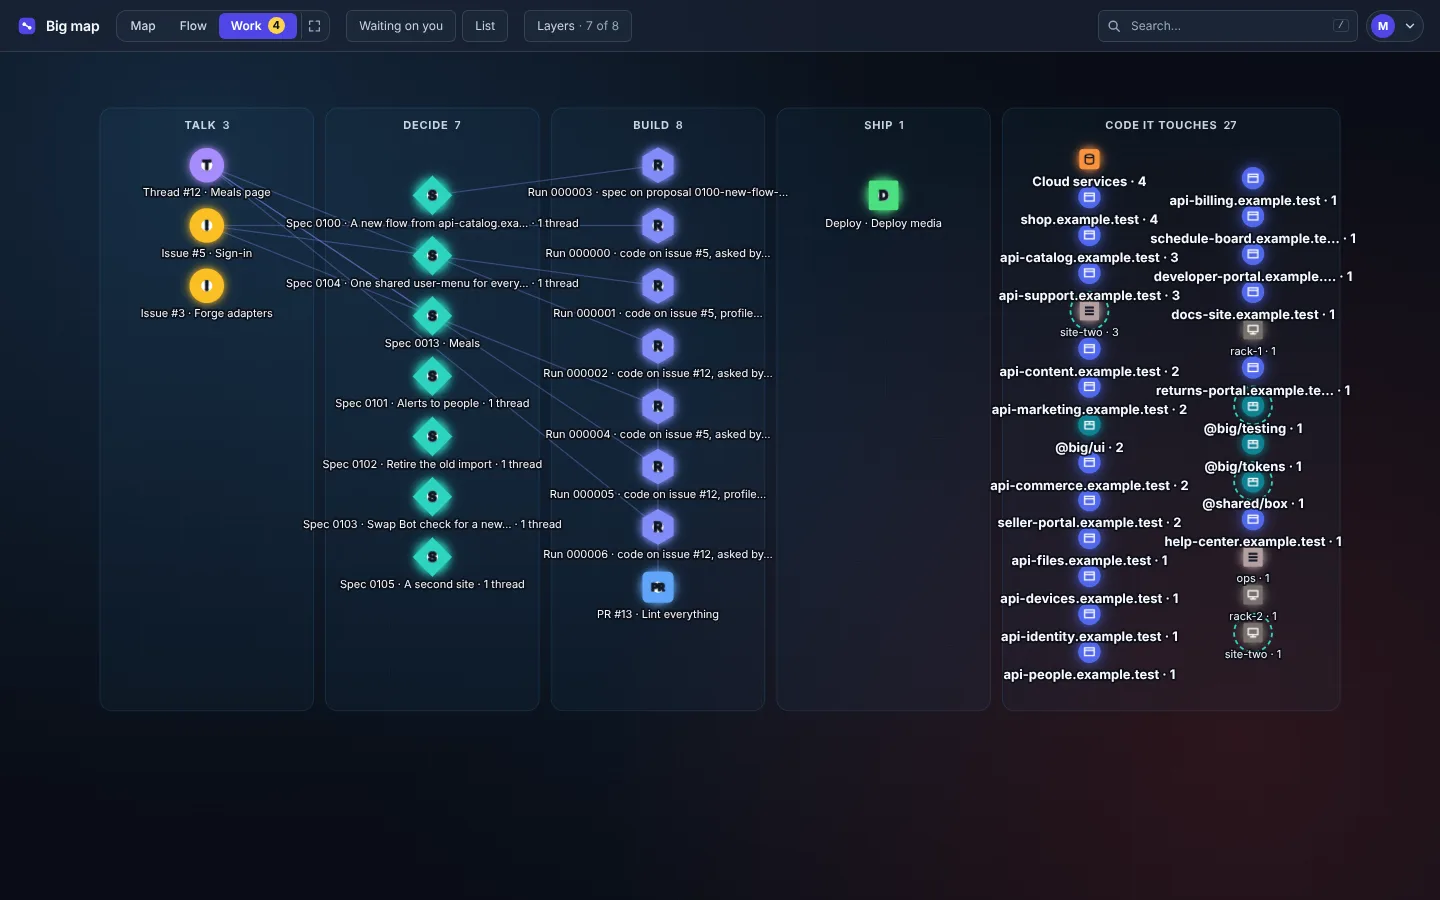 Big map
Map
Flow
Work 4
Waiting on you
List
Layers · 7 of 8
Search...
/
M
TALK 3
T
Thread #12 · Meals page
I
Issue #5 · Sign-in
I
Issue #3 · Forge adapters
DECIDE 7
S
Spec 0100 · A new flow from api-catalog.exa... · 1 thread
S
Spec 0104 · One shared user-menu for every... · 1 thread
S
Spec 0013 · Meals
S
Spec 0101 · Alerts to people · 1 thread
S
Spec 0102 · Retire the old import · 1 thread
S
Spec 0103 · Swap Bot check for a new... · 1 thread
S
Spec 0105 · A second site · 1 thread
BUILD 8
R
Run 000003 · spec on proposal 0100-new-flow-...
R
Run 000000 · code on issue #5, asked by...
R
Run 000001 · code on issue #5, profile...
R
Run 000002 · code on issue #12, asked by...
R
Run 000004 · code on issue #5, asked by...
R
Run 000005 · code on issue #12, profile...
R
Run 000006 · code on issue #12, asked by...
PR
PR #13 · Lint everything
SHIP 1
D
Deploy · Deploy media
CODE IT TOUCHES 27
Cloud services · 4
shop.example.test · 4
api-catalog.example.test · 3
api-support.example.test · 3
site-two · 3
api-content.example.test · 2
api-marketing.example.test · 2
@big/ui · 2
api-commerce.example.test · 2
seller-portal.example.test · 2
api-files.example.test · 1
api-devices.example.test · 1
api-identity.example.test · 1
api-people.example.test · 1
api-billing.example.test · 1
schedule-board.example.te... · 1
developer-portal.example.... · 1
docs-site.example.test · 1
rack-1 · 1
returns-portal.example.te... · 1
@big/testing · 1
@big/tokens · 1
@shared/box · 1
help-center.example.test · 1
ops · 1
rack-2 · 1
site-two · 1